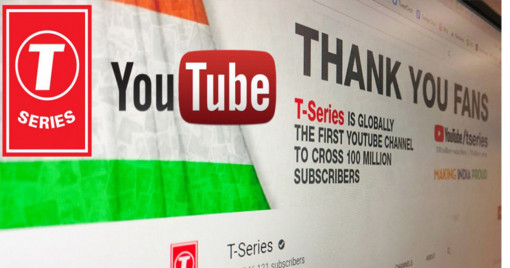 T
SERIES
YouTube
THANK YOU FANS
T-Series IS GLOBALLY
THE FIRST YOUTUBE CHANNEL
TO CROSS 100 MILLION
SUBSCRIBERS
YouTube/tseries
MAKING INDIA PROUD
T-Series
121 subscribers
T